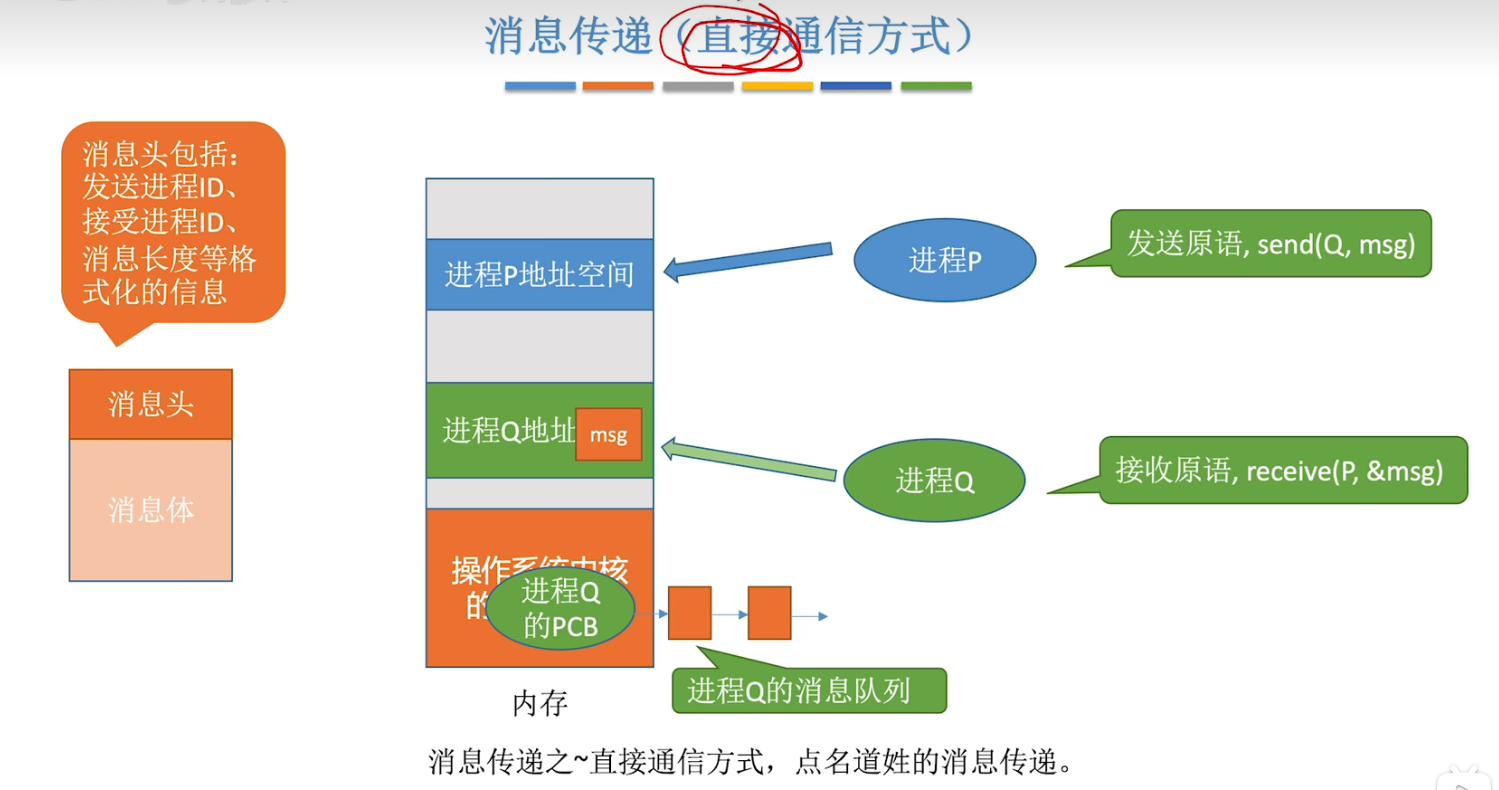 消息传递（直接通信方式）
消息头包括：
发送进程ID、
接受进程ID、
消息长度等格
式化的信息
消息头
消息体
进程P地址空间
进程Q地址
msg
操作系统内核
的
进程Q
的PCB
内存
进程P
发送原语, send(Q, msg)
进程Q
接收原语, receive(P, &msg)
进程Q的消息队列
消息传递之~直接通信方式，点名道姓的消息传递。